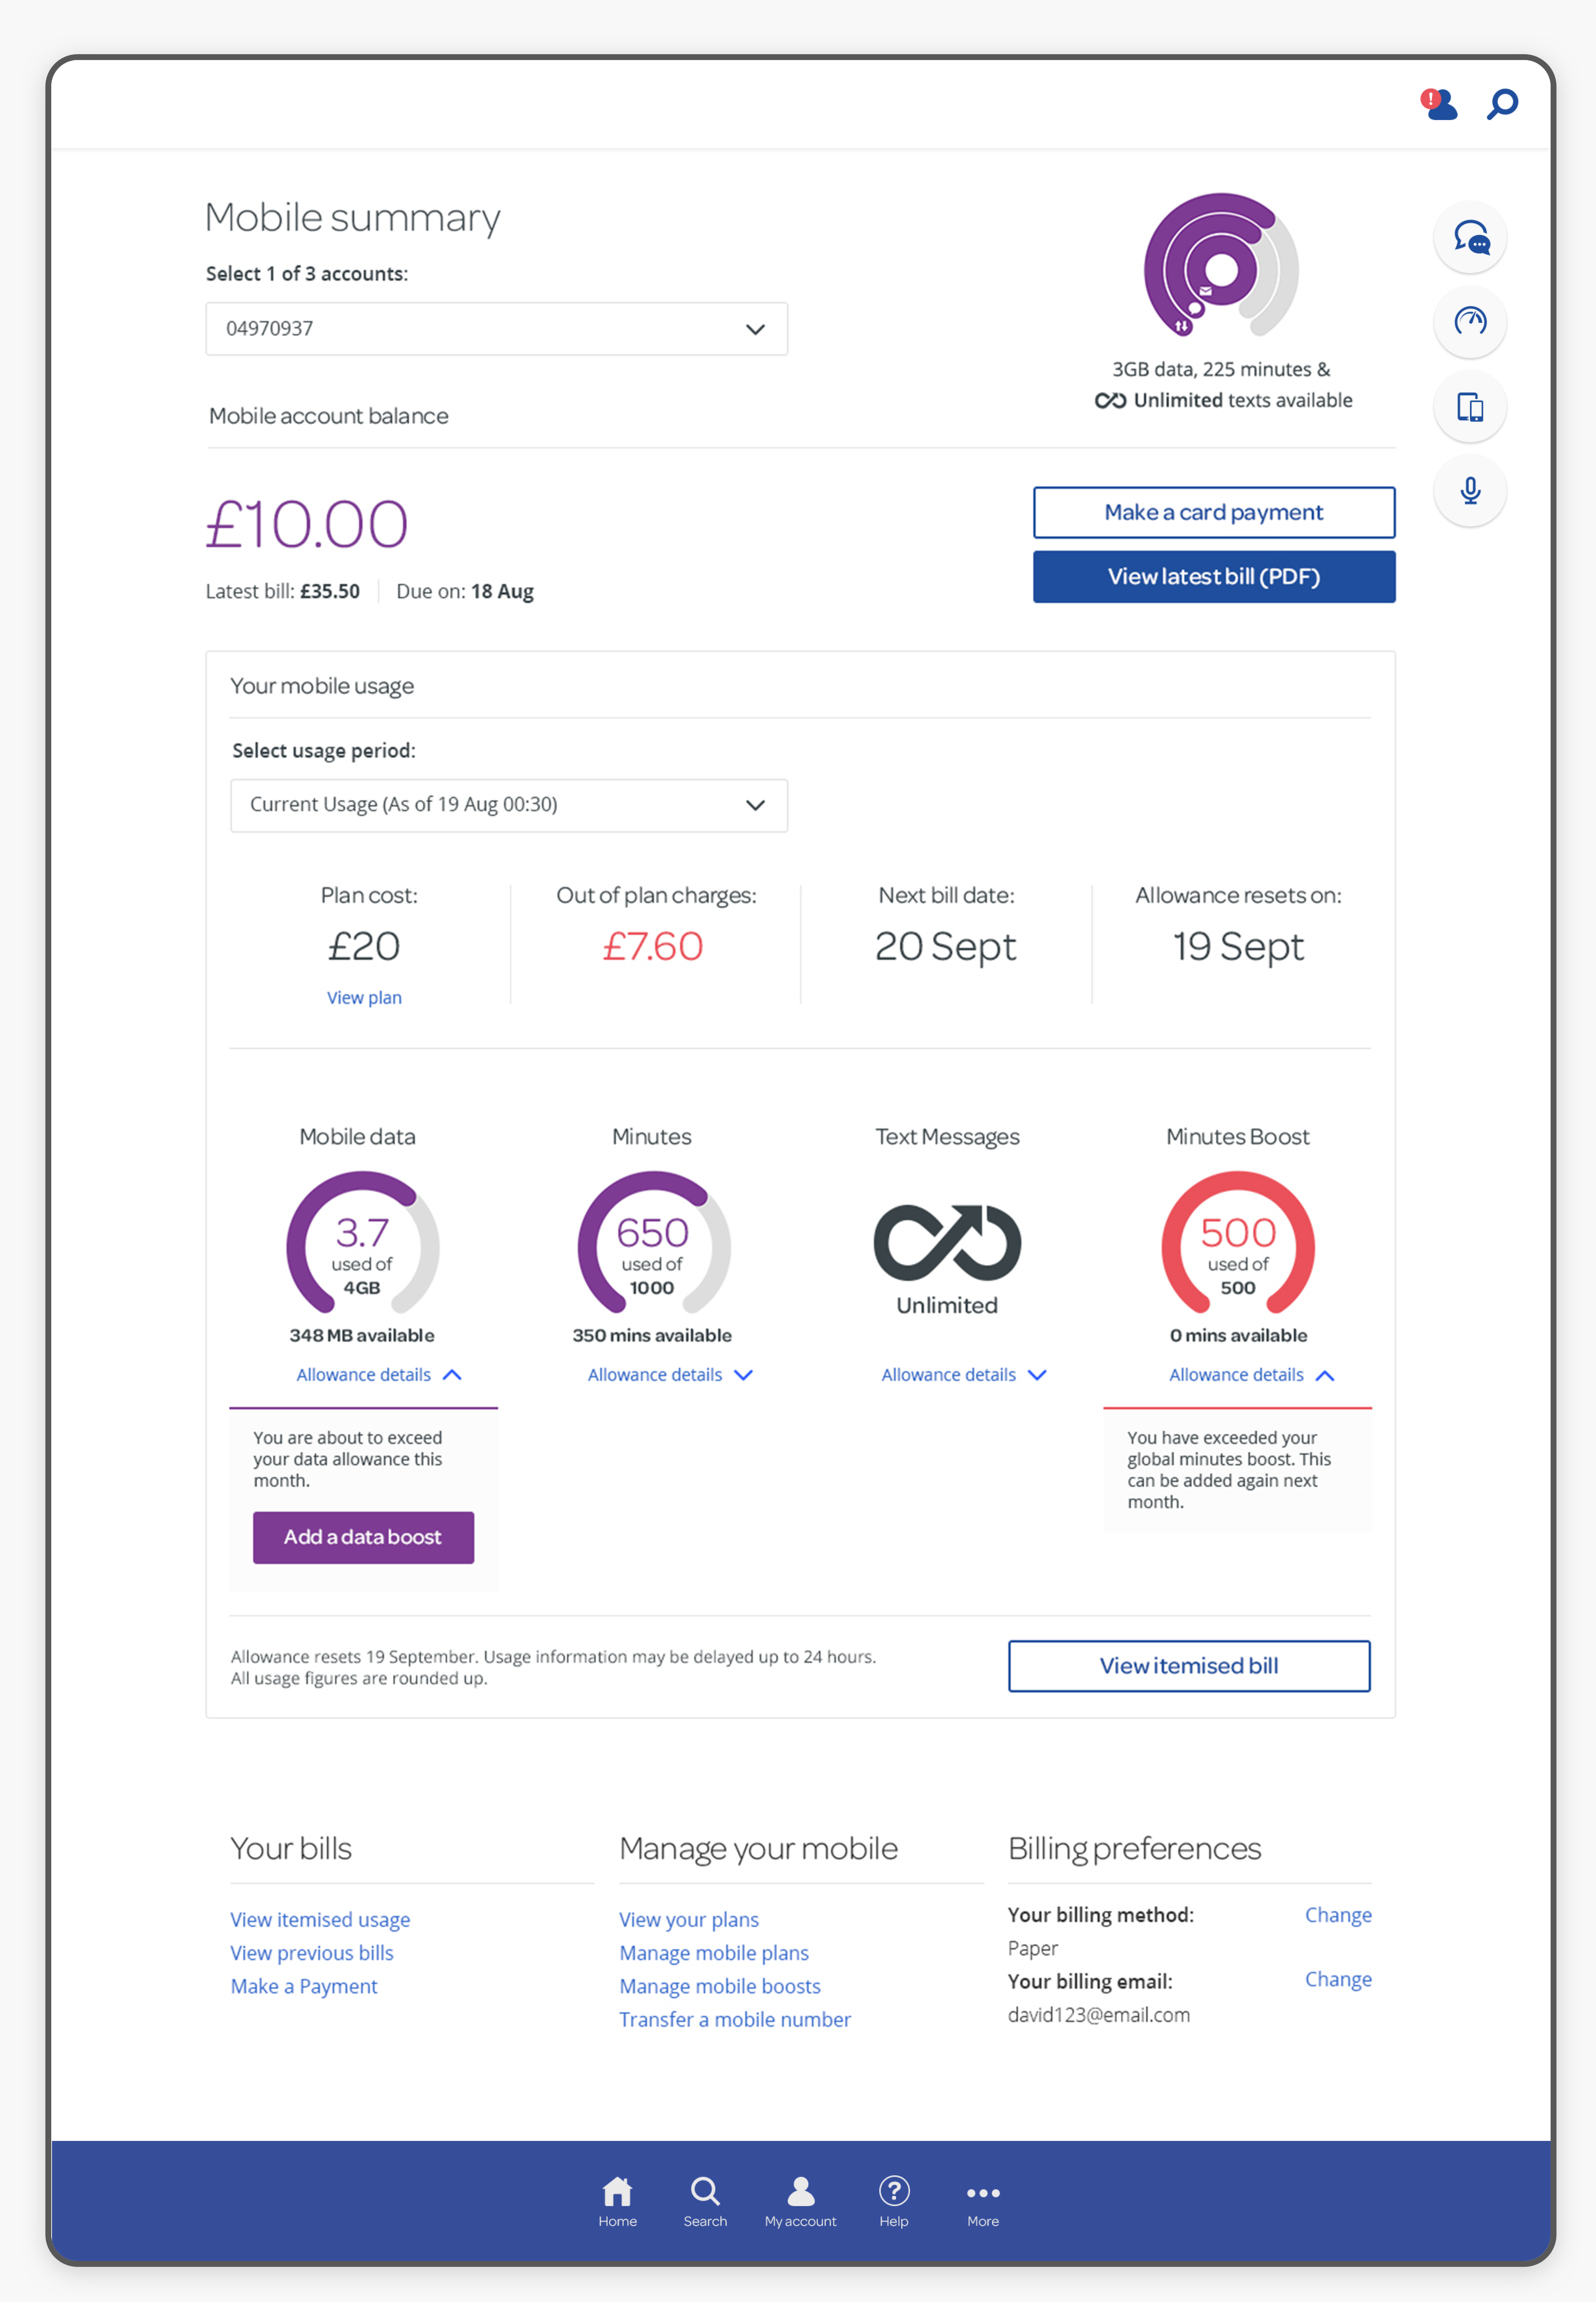 !
Mobile summary
Select 1 of 3 accounts:
04970937
3GB data, 225 minutes &
Unlimited texts available
Mobile account balance
£10.00
Latest bill: £35.50 Due on: 18 Aug
Make a card payment
View latest bill (PDF)
Your mobile usage
Select usage period:
Current Usage (As of 19 Aug 00:30)
Plan cost:
£20
View plan
Out of plan charges:
£7.60
Next bill date:
20 Sept
Allowance resets on:
19 Sept
Mobile data
3.7
used of
4GB
348 MB available
Allowance details
You are about to exceed
your data allowance this
month.
Add a data boost
Minutes
650
used of
1000
350 mins available
Allowance details
Text Messages
Unlimited
Allowance details
Minutes Boost
500
used of
500
0 mins available
Allowance details
You have exceeded your
global minutes boost. This
can be added again next
month.
Allowance resets 19 September. Usage information may be delayed up to 24 hours.
All usage figures are rounded up.
View itemised bill
Your bills
View itemised usage
View previous bills
Make a Payment
Manage your mobile
View your plans
Manage mobile plans
Manage mobile boosts
Transfer a mobile number
Billing preferences
Your billing method: Change
Paper
Your billing email: Change
david123@email.com
Home
Search
My account
?
Help
More